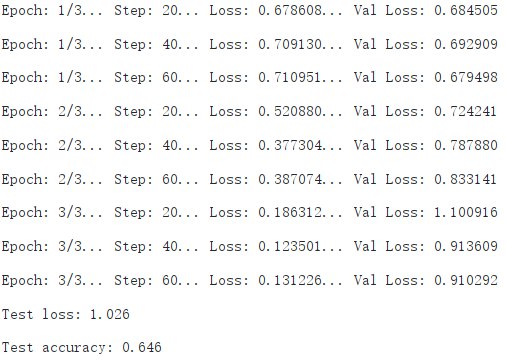 Epoch: 1/3... Step: 20... Loss: 0.678608... Val Loss: 0.684505
Epoch: 1/3... Step: 40... Loss: 0.709130... Val Loss: 0.692909
Epoch: 1/3... Step: 60... Loss: 0.710951... Val Loss: 0.679498
Epoch: 2/3... Step: 20... Loss: 0.520880... Val Loss: 0.724241
Epoch: 2/3... Step: 40... Loss: 0.377304... Val Loss: 0.787880
Epoch: 2/3... Step: 60... Loss: 0.387074... Val Loss: 0.833141
Epoch: 3/3... Step: 20... Loss: 0.186312... Val Loss: 1.100916
Epoch: 3/3... Step: 40... Loss: 0.123501... Val Loss: 0.913609
Epoch: 3/3... Step: 60... Loss: 0.131226... Val Loss: 0.910292
Test loss: 1.026
Test accuracy: 0.646